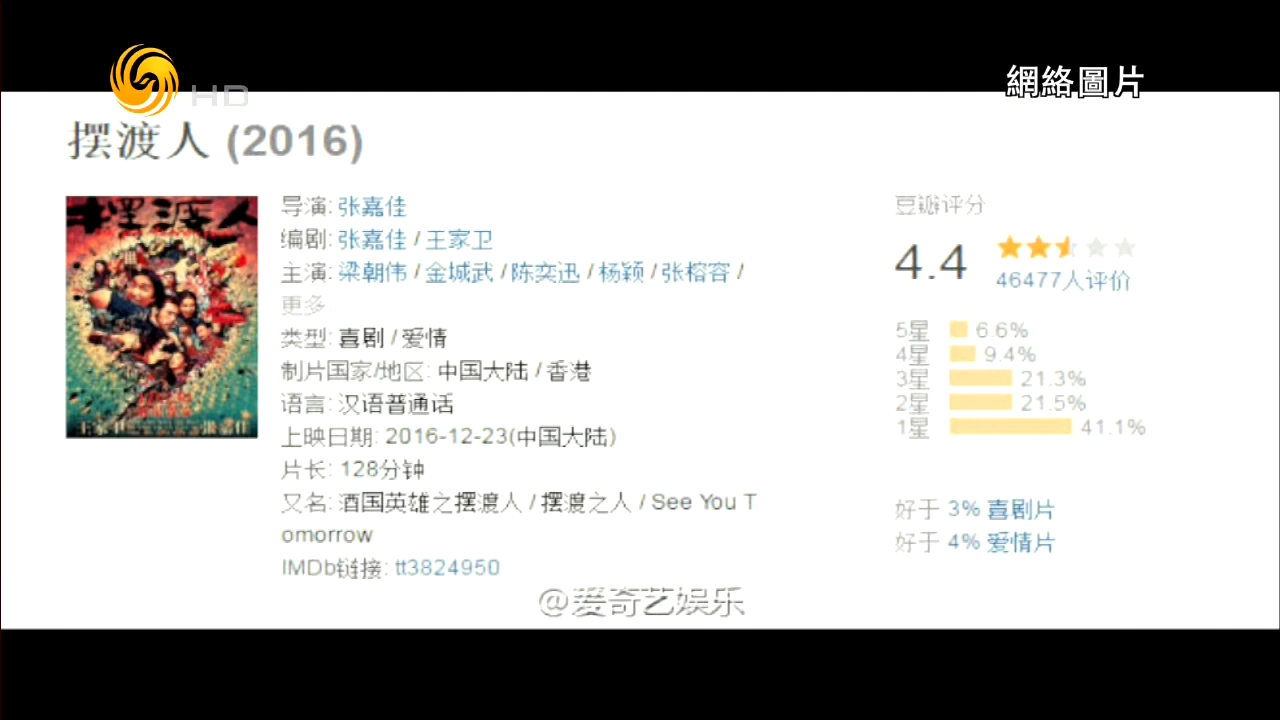 HD
網絡圖片
摆渡人 (2016)
摆渡人
导演: 张嘉佳
编剧: 张嘉佳 / 王家卫
主演: 梁朝伟 / 金城武 / 陈奕迅 / 杨颖 / 张榕容 /
更多
类型: 喜剧 / 爱情
制片国家/地区: 中国大陆 / 香港
语言: 汉语普通话
上映日期: 2016-12-23(中国大陆)
片长: 128分钟
又名: 酒国英雄之摆渡人 / 摆渡之人 / See You T
omorrow
IMDb链接: tt3824950
豆瓣评分
4.4
46477人评价
5星 6.6%
4星 9.4%
3星 21.3%
2星 21.5%
1星 41.1%
好于 3% 喜剧片
好于 4% 爱情片
@爱奇艺娱乐